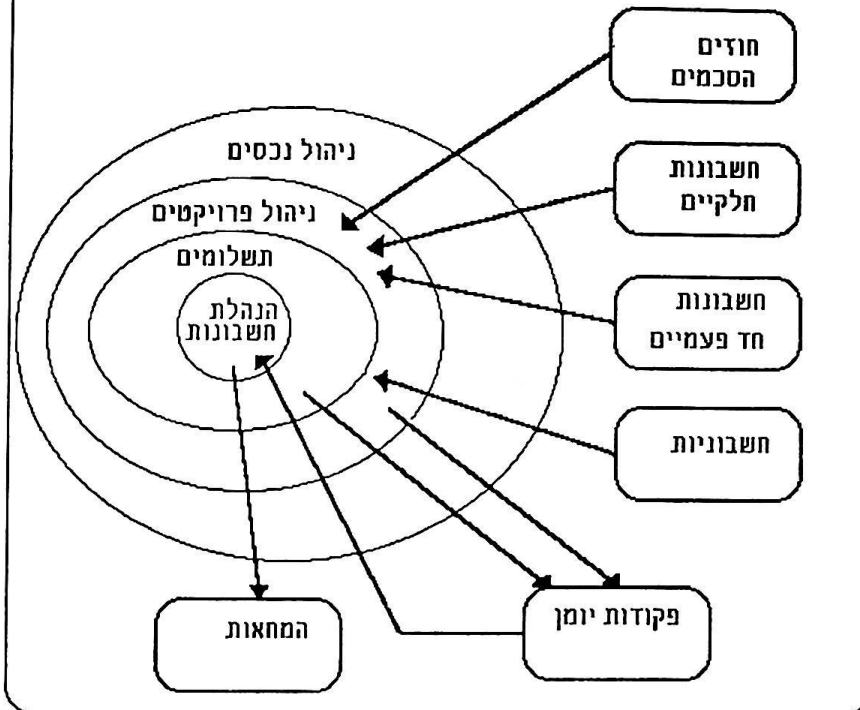 חוזים
הסכמים
ניהול נכסים
חשבונות
חלקיים
ניהול פרויקטים
תשלומים
הנהלת
חשבונות
חשבונות
חד פעמיים
חשבוניות
פקודות יומן
המחאות